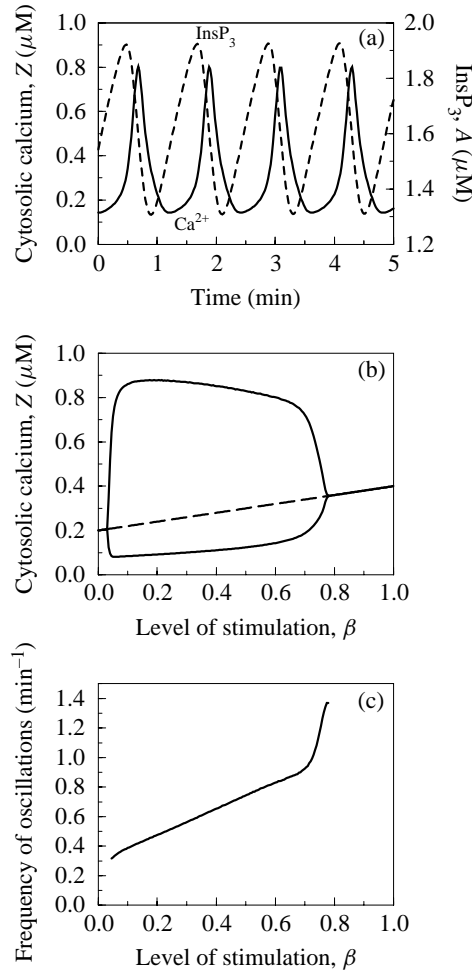 (a)
Cytosolic calcium, Z (μM)
1.0
0.8
0.6
0.4
0.2
0.0
InsP3
Ca2+
2.0
1.8
1.6
1.4
1.2
InsP3, A (μM)
0 1 2 3 4 5
Time (min)
(b)
Cytosolic calcium, Z (μM)
1.0
0.8
0.6
0.4
0.2
0.0
0.0 0.2 0.4 0.6 0.8 1.0
Level of stimulation, β
(c)
Frequency of oscillations (min−1)
1.4
1.2
1.0
0.8
0.6
0.4
0.2
0.0
0.0 0.2 0.4 0.6 0.8 1.0
Level of stimulation, β